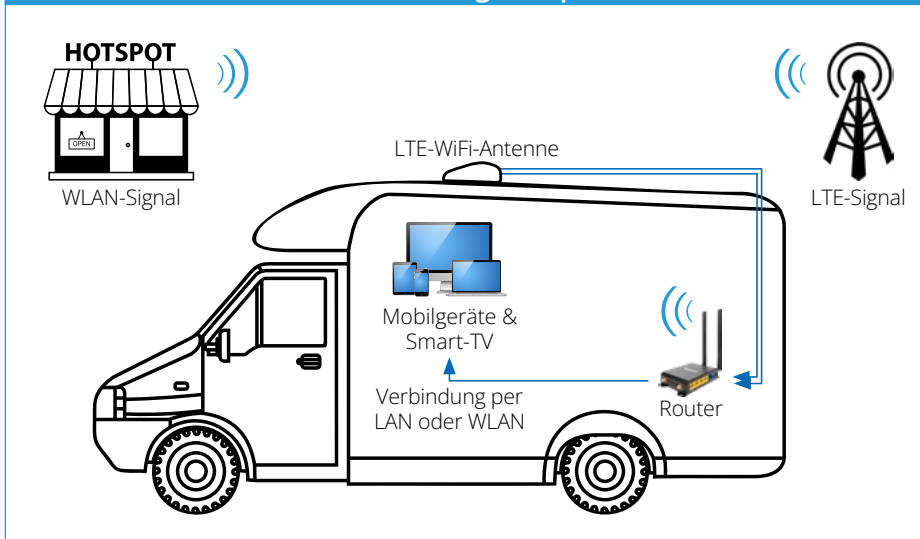 HOTSPOT
OPEN
WLAN-Signal
LTE-WiFi-Antenne
LTE-Signal
Mobilgeräte &
Smart-TV
Verbindung per
LAN oder WLAN
Router